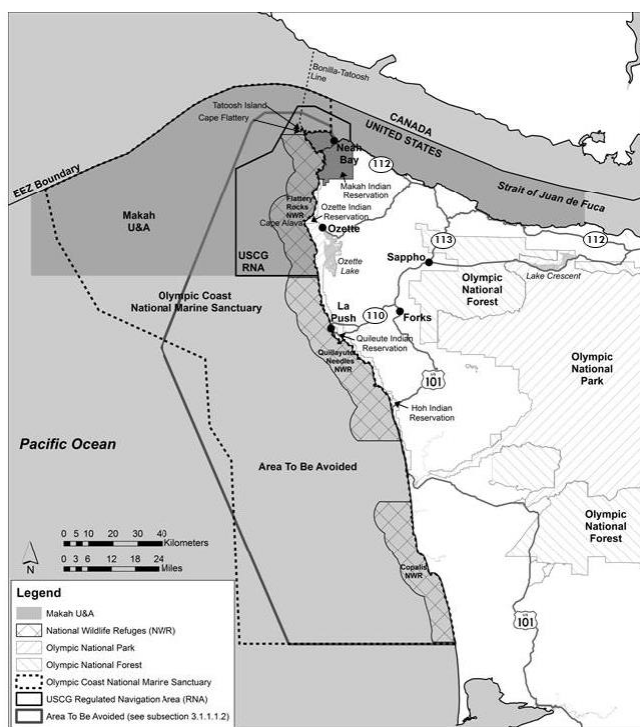 Bonilla-Tatoosh
Line
Tatoosh Island
Cape Flattery
CANADA
UNITED STATES
Neah
Bay
112
EEZ Boundary
Makah Indian
Reservation
Strait of Juan de Fuca
Flattery
Rocks
NWR
Makah
U&A
Ozette Indian
Reservation
Cape Alava
Ozette
113
112
USCG
RNA
Ozette
Lake
Sappho
Lake Crescent
Olympic Coast
National Marine Sanctuary
Olympic
National
Forest
La
Push
110
Forks
Quileute Indian
Reservation
Quillayute
Needles
NWR
Olympic
National
Park
101
Hoh Indian
Reservation
Pacific Ocean
Area To Be Avoided
0 5 10 20 30 40
Kilometers
0 3 6 12 18 24
Miles
N
Olympic
National
Forest
Copalis
NWR
101
Legend
Makah U&A
National Wildlife Refuges (NWR)
Olympic National Park
Olympic National Forest
Olympic Coast National Marine Sanctuary
USCG Regulated Navigation Area (RNA)
Area To Be Avoided (see subsection 3.1.1.1.2)